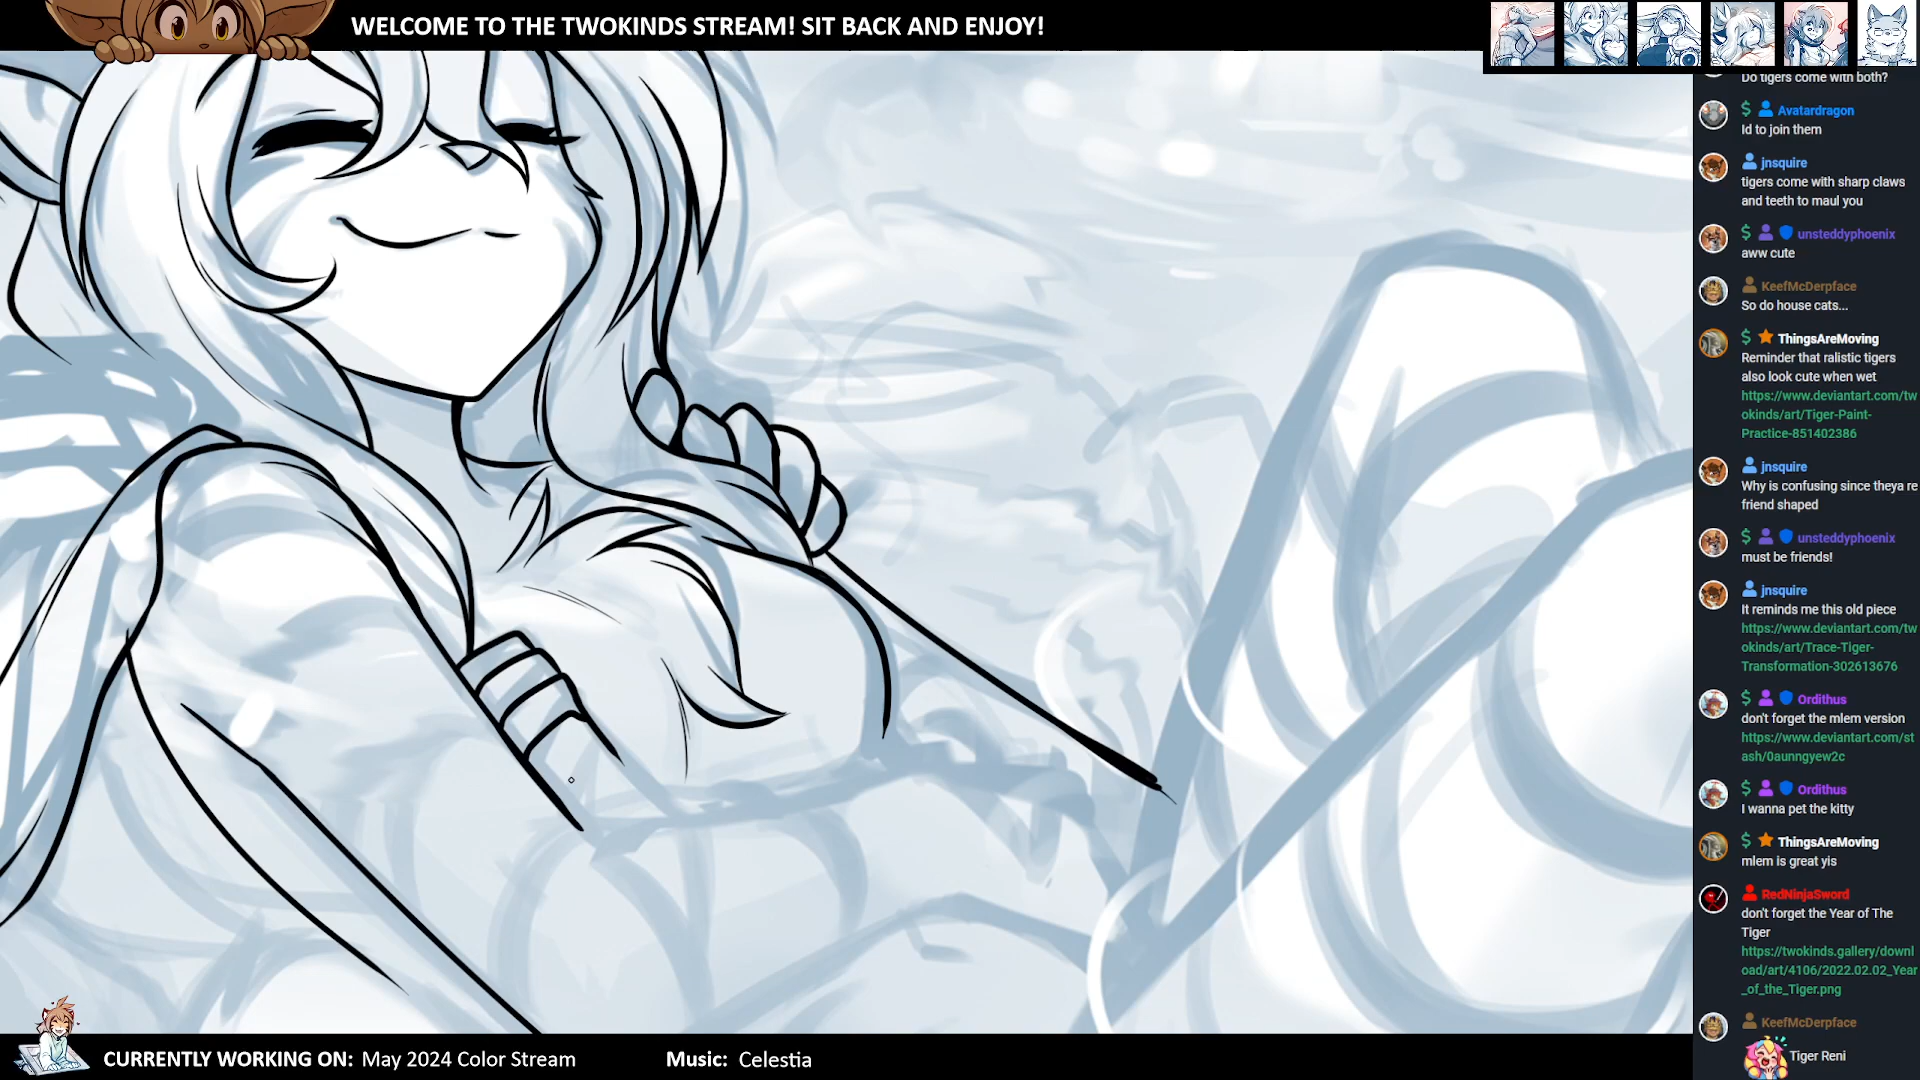 WELCOME TO THE TWOKINDS STREAM! SIT BACK AND ENJOY!
Do tigers come with both?
Avatardragon
Id to join them
jnsquire
tigers come with sharp claws
and teeth to maul you
unsteddyphoenix
aww cute
KeefMcDerpface
So do house cats...
ThingsAreMoving
Reminder that ralistic tigers
also look cute when wet
https://www.deviantart.com/tw
okinds/art/Tiger-Paint-
Practice-851402386
jnsquire
Why is confusing since theya re
friend shaped
unsteddyphoenix
must be friends!
jnsquire
It reminds me this old piece
https://www.deviantart.com/tw
okinds/art/Trace-Tiger-
Transformation-302613676
Ordithus
don't forget the mlem version
https://www.deviantart.com/st
ash/0aunngyew2c
Ordithus
I wanna pet the kitty
ThingsAreMoving
mlem is great yis
RedNinjaSword
don't forget the Year of The
Tiger
https://twokinds.gallery/downl
oad/art/4106/2022.02.02_Year
_of_the_Tiger.png
KeefMcDerpface
Tiger Reni
CURRENTLY WORKING ON: May 2024 Color Stream
Music: Celestia